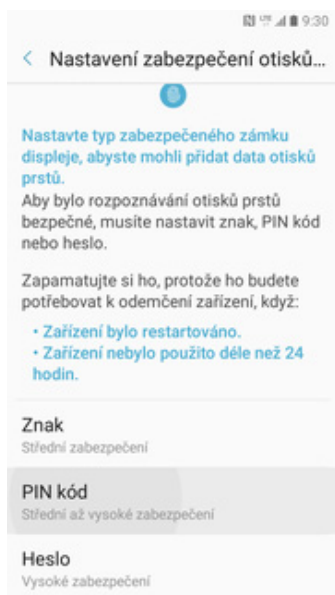 9:30
Nastavení zabezpečení otisků...
Nastavte typ zabezpečeného zámku
displeje, abyste mohli přidat data otisků
prstů.
Aby bylo rozpoznávání otisků prstů
bezpečné, musíte nastavit znak, PIN kód
nebo heslo.
Zapamatujte si ho, protože ho budete
potřebovat k odemčení zařízení, když:
• Zařízení bylo restartováno.
• Zařízení nebylo použito déle než 24
hodin.
Znak
Střední zabezpečení
PIN kód
Střední až vysoké zabezpečení
Heslo
Vysoké zabezpečení